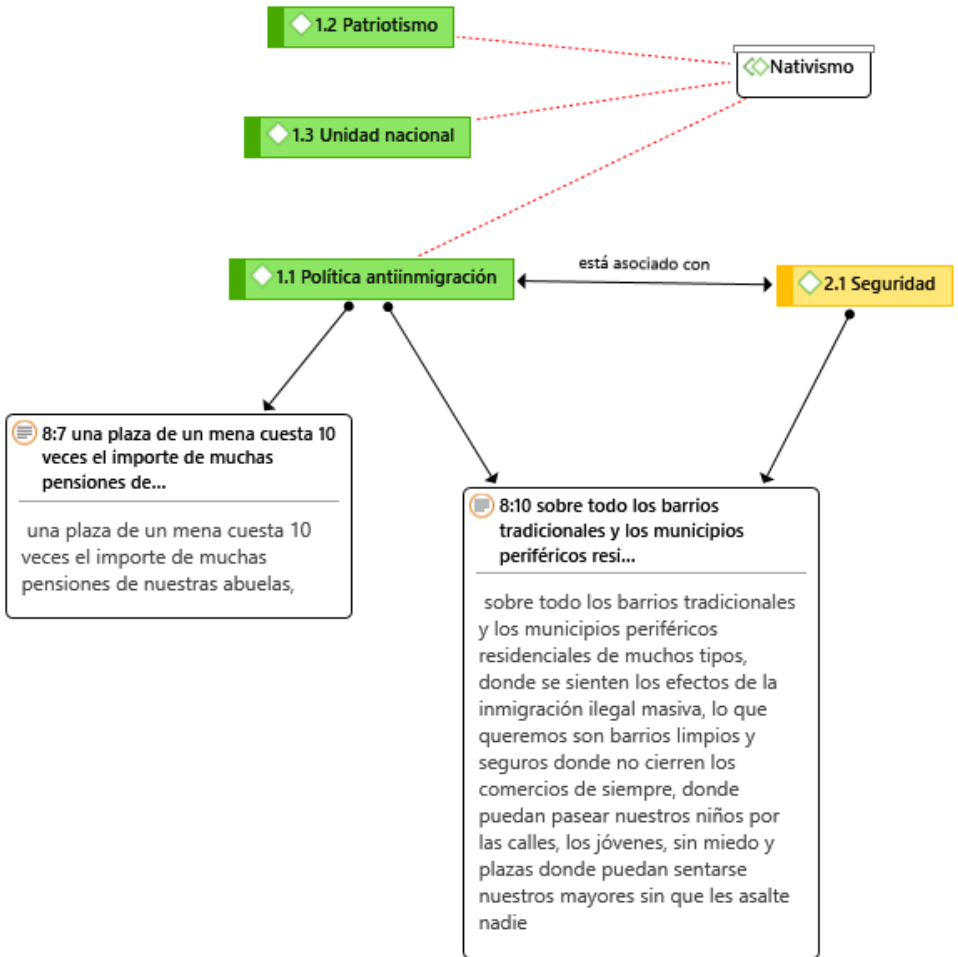 1.2 Patriotismo
Nativismo
1.3 Unidad nacional
1.1 Política antiinmigración
está asociado con
2.1 Seguridad
8:7 una plaza de un mena cuesta 10
veces el importe de muchas
pensiones de...
una plaza de un mena cuesta 10
veces el importe de muchas
pensiones de nuestras abuelas,
8:10 sobre todo los barrios
tradicionales y los municipios
periféricos resi...
sobre todo los barrios tradicionales
y los municipios periféricos
residenciales de muchos tipos,
donde se sienten los efectos de la
inmigración ilegal masiva, lo que
queremos son barrios limpios y
seguros donde no cierren los
comercios de siempre, donde
puedan pasear nuestros niños por
las calles, los jóvenes, sin miedo y
plazas donde puedan sentarse
nuestros mayores sin que les asalte
nadie